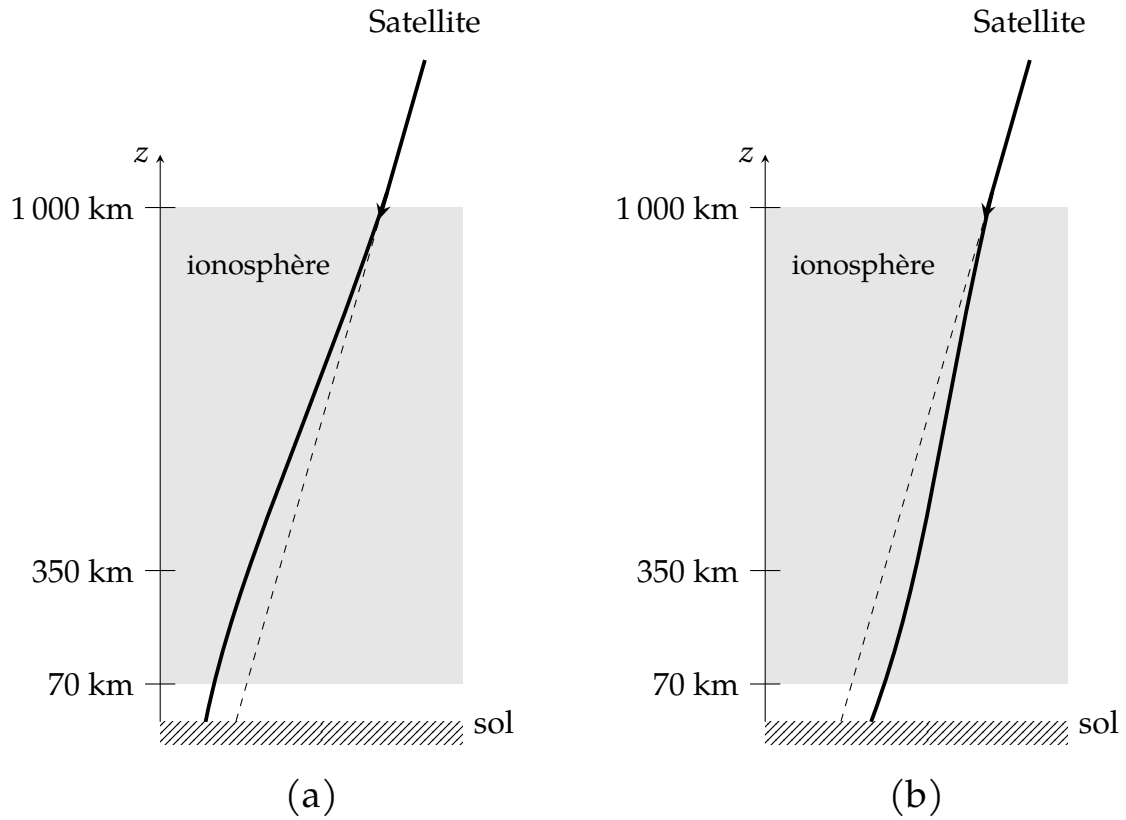 Satellite
z
1 000 km
ionosphère
350 km
70 km
sol
(a)
Satellite
z
1 000 km
ionosphère
350 km
70 km
sol
(b)